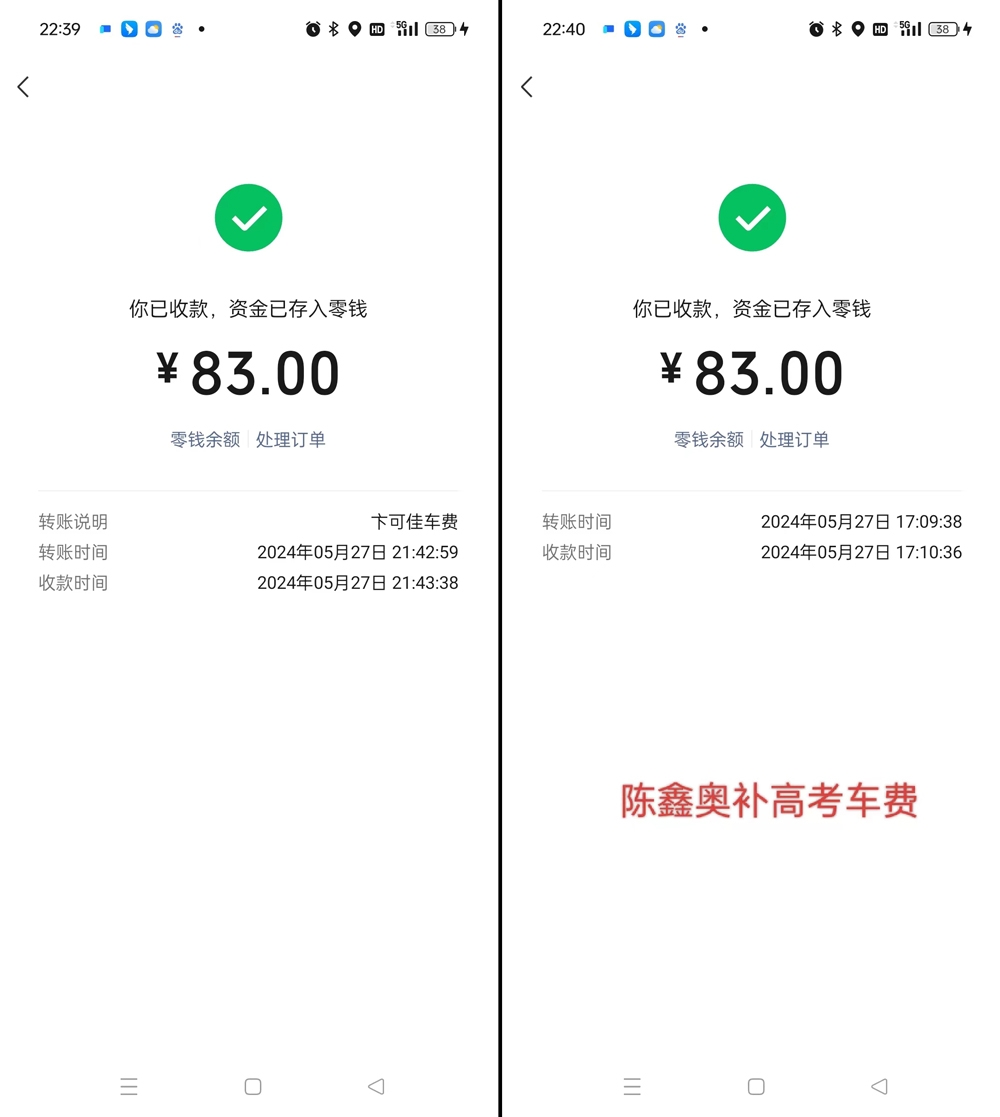 22:39
HD 5G 38
你已收款，资金已存入零钱
¥83.00
零钱余额 处理订单
转账说明 卞可佳车费
转账时间 2024年05月27日 21:42:59
收款时间 2024年05月27日 21:43:38
22:40
HD 5G 38
你已收款，资金已存入零钱
¥83.00
零钱余额 处理订单
转账时间 2024年05月27日 17:09:38
收款时间 2024年05月27日 17:10:36
陈鑫奥补高考车费